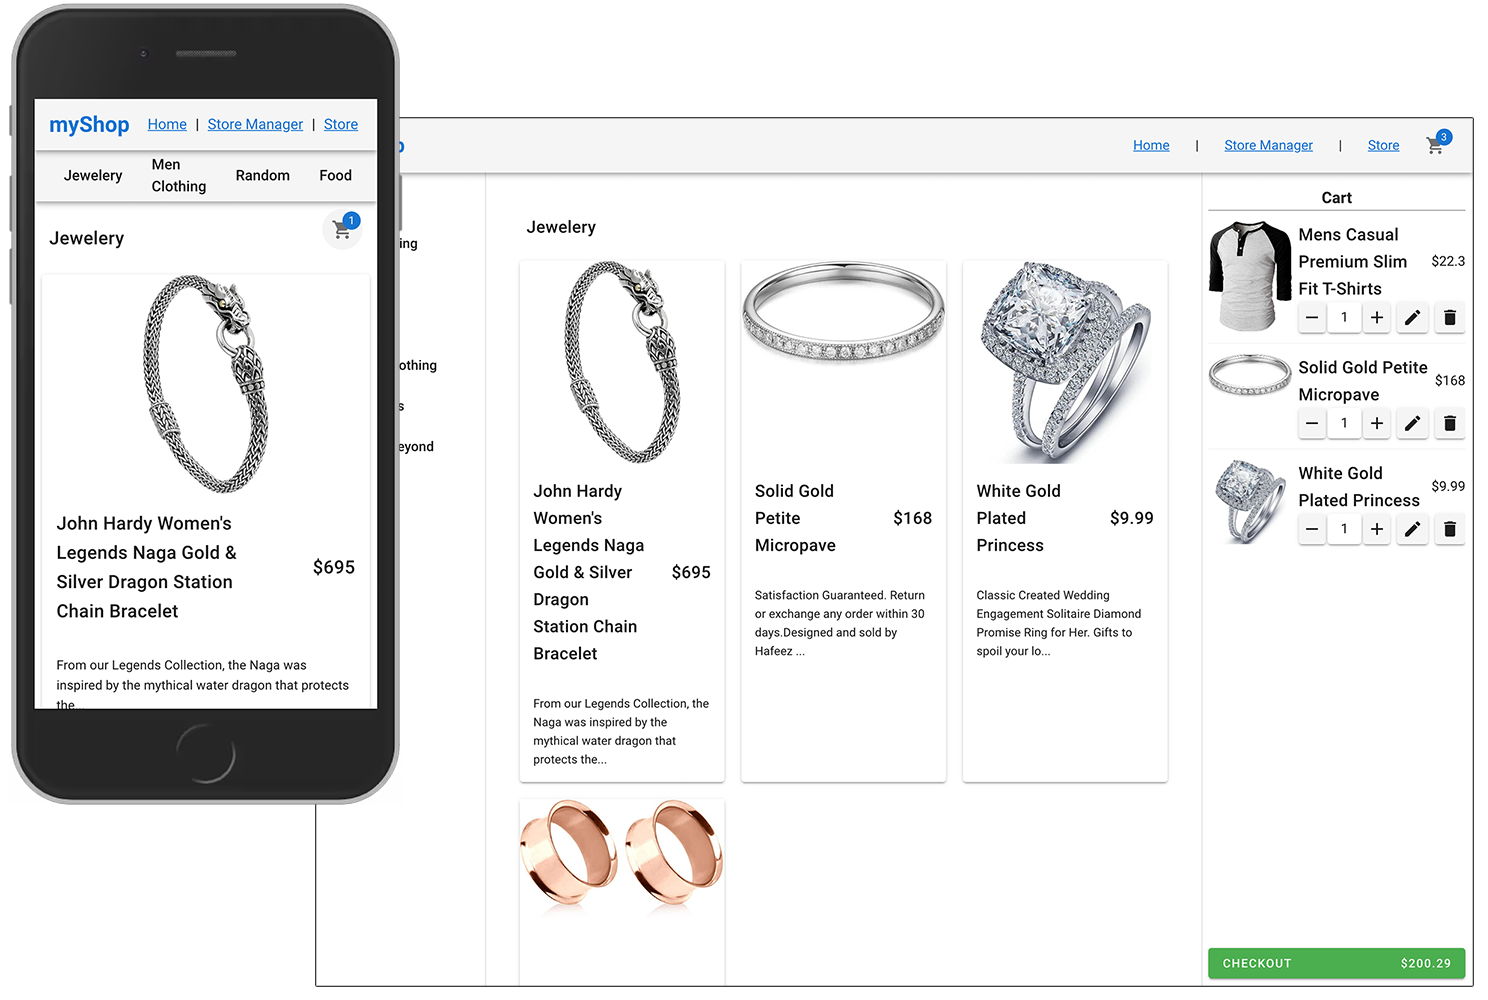 myShop Home | Store Manager | Store
Jewelery
Men
Clothing
Random
Food
1
Jewelery
John Hardy Women's
Legends Naga Gold &
Silver Dragon Station
Chain Bracelet
$695
From our Legends Collection, the Naga was
inspired by the mythical water dragon that protects
the...
Home | Store Manager | Store
3
Jewelery
John Hardy
Women's
Legends Naga
Gold & Silver
Dragon
Station Chain
Bracelet
$695
From our Legends Collection, the
Naga was inspired by the
mythical water dragon that
protects the...
Solid Gold
Petite
Micropave
$168
Satisfaction Guaranteed. Return
or exchange any order within 30
days.Designed and sold by
Hafeez ...
White Gold
Plated
Princess
$9.99
Classic Created Wedding
Engagement Solitaire Diamond
Promise Ring for Her. Gifts to
spoil your lo...
Cart
Mens Casual
Premium Slim
Fit T-Shirts
$22.3
1
Solid Gold Petite
Micropave
$168
1
White Gold
Plated Princess
$9.99
1
CHECKOUT $200.29